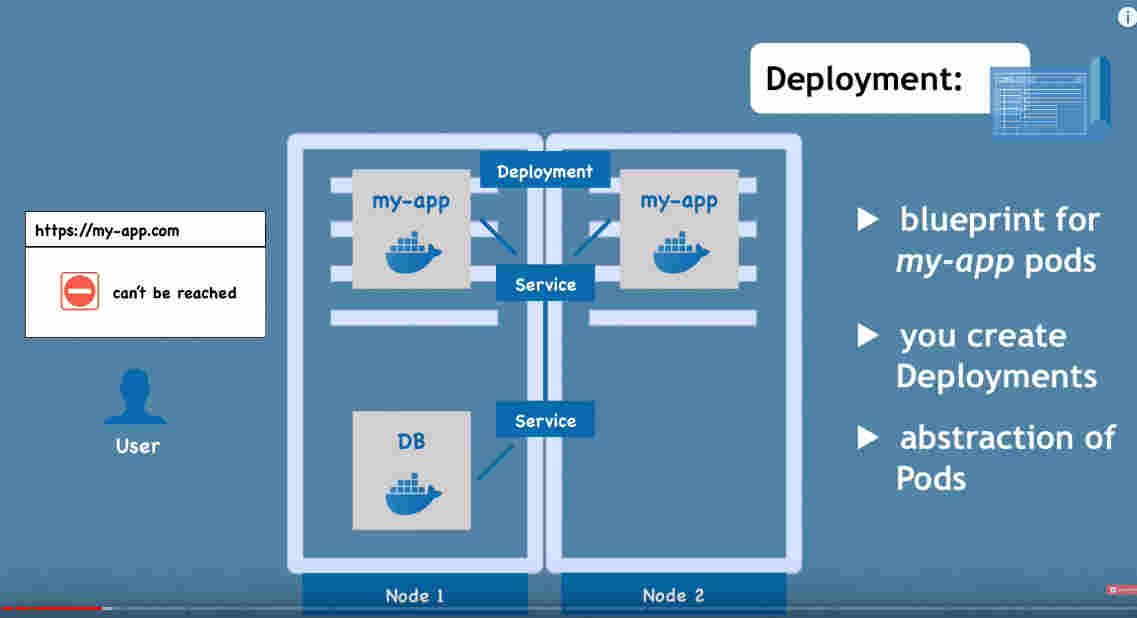 Deployment:
https://my-app.com
can't be reached
User
Deployment
my-app
my-app
Service
Service
DB
Node 1
Node 2
▶ blueprint for
my-app pods
▶ you create
Deployments
▶ abstraction of
Pods